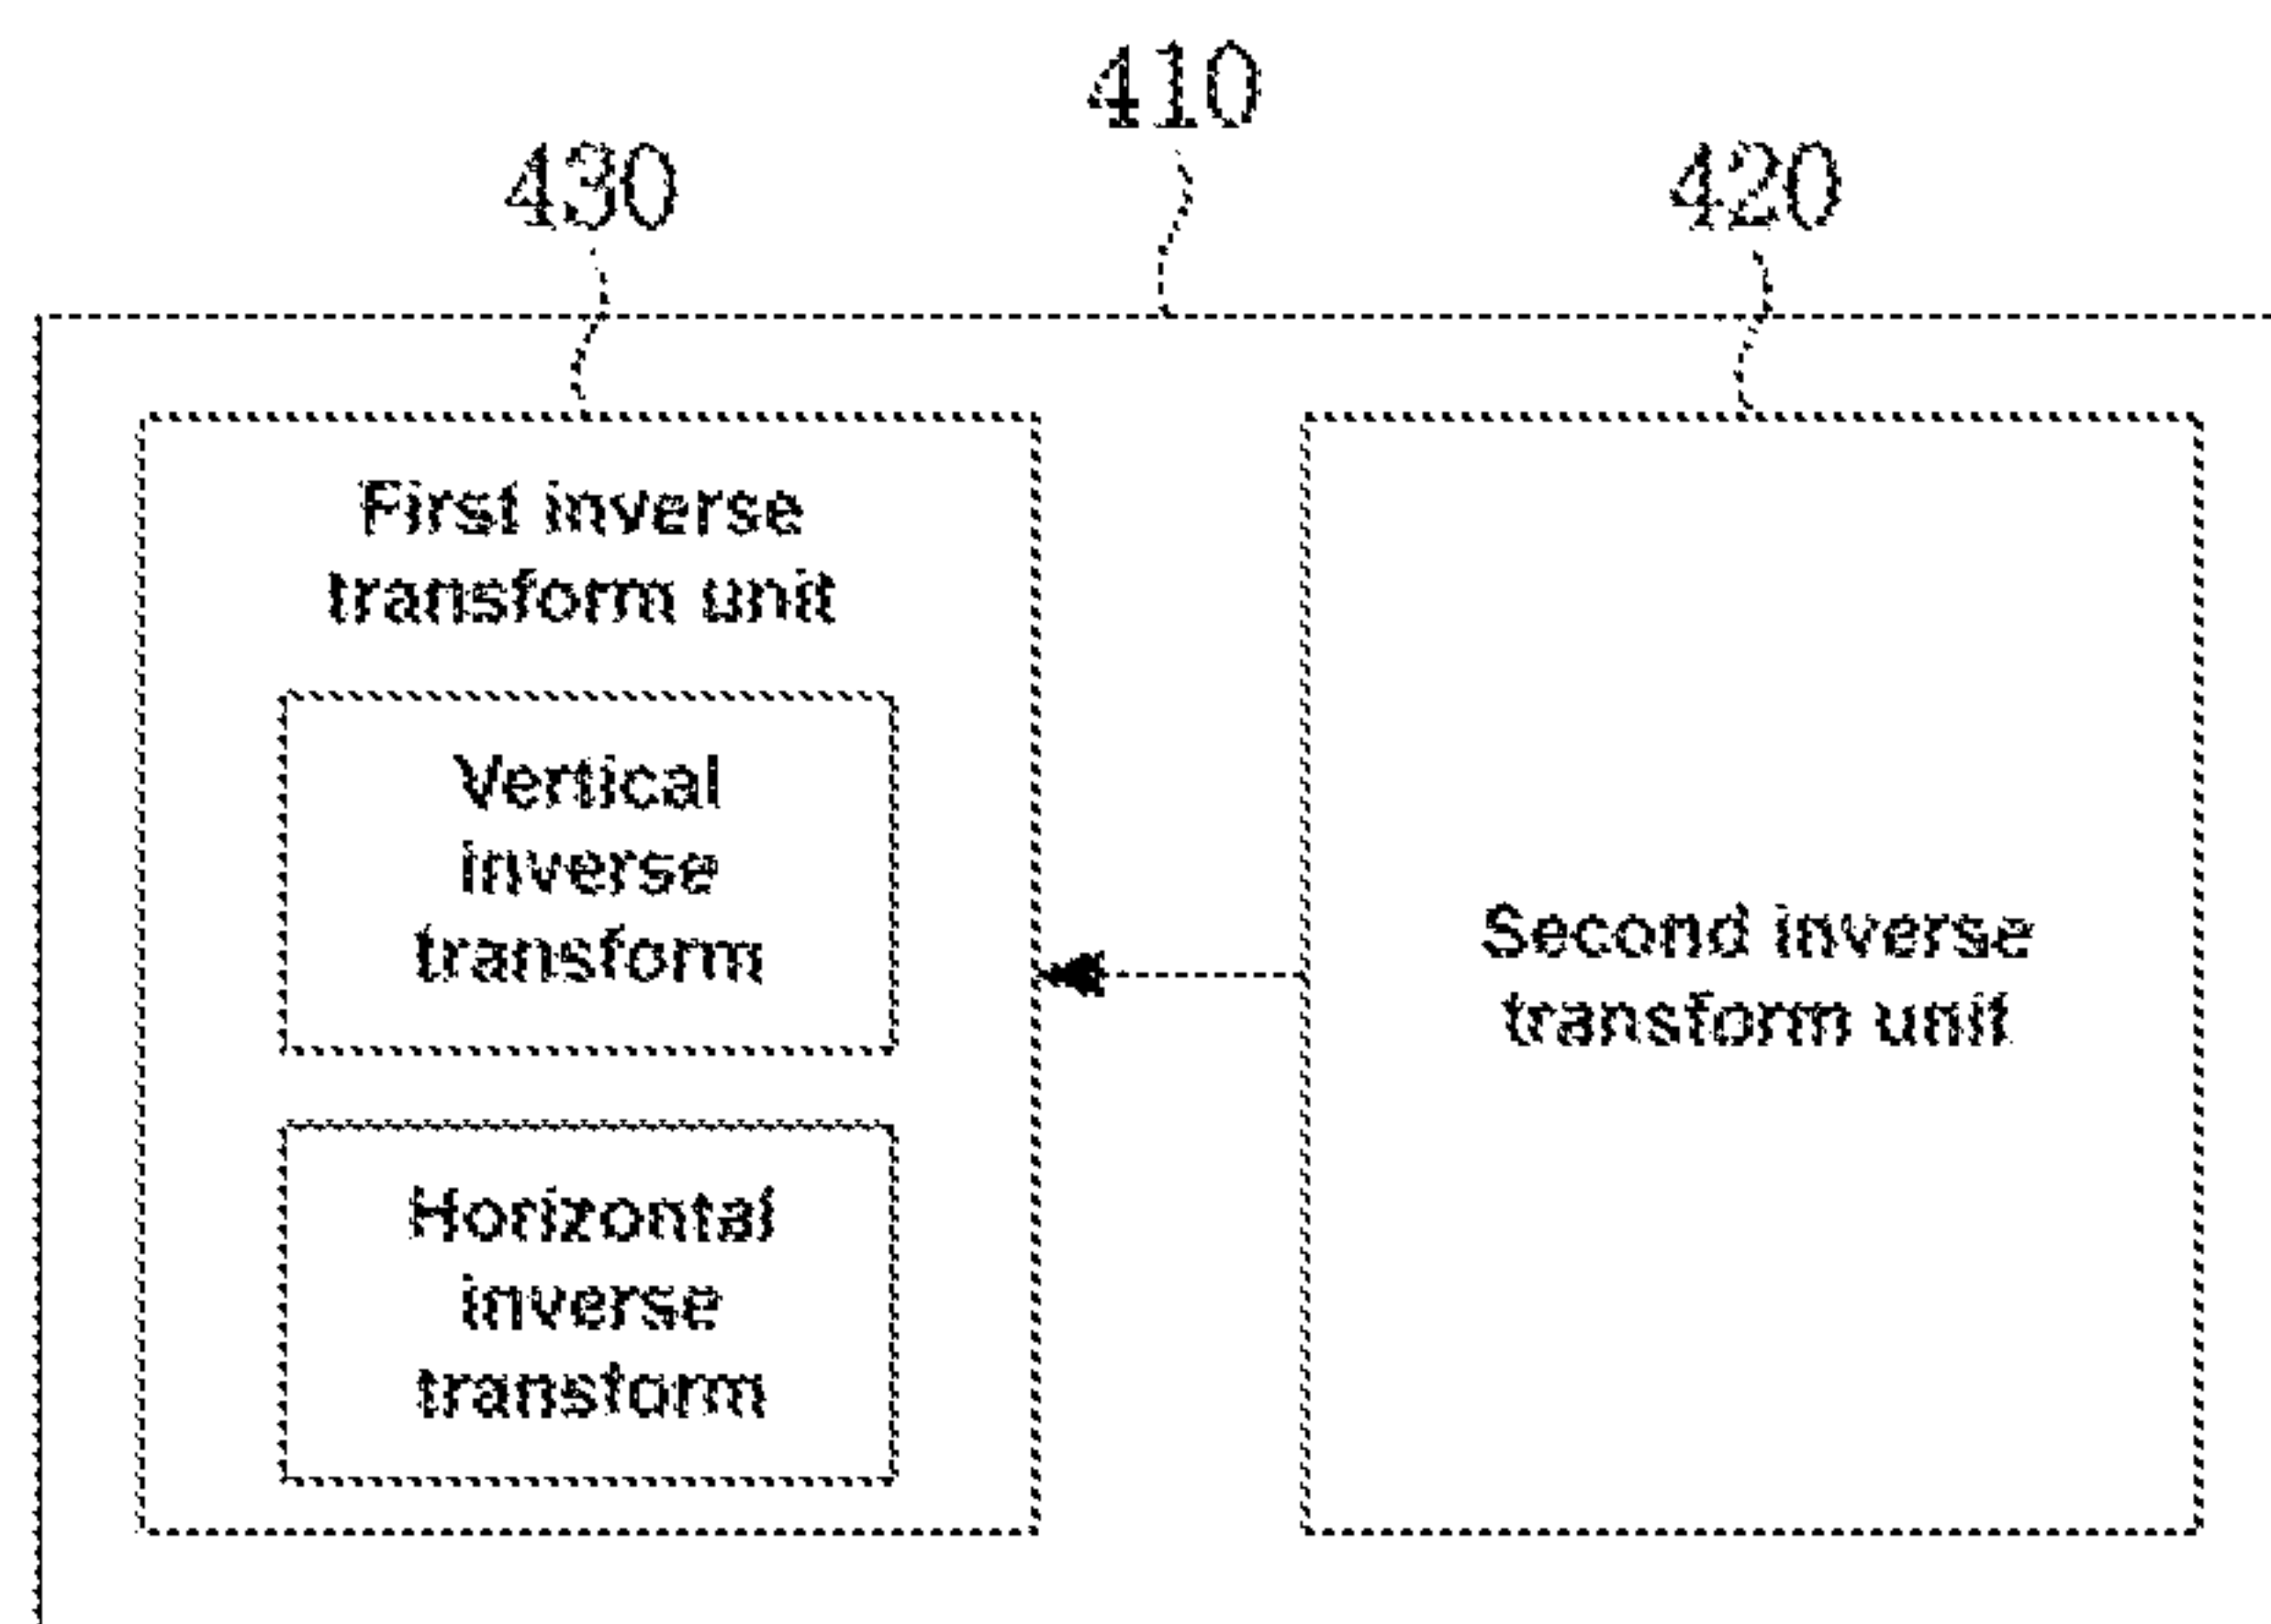 410
430
420
First inverse
transform unit
Vertical
inverse
transform
Horizontal
inverse
transform
Second inverse
transform unit